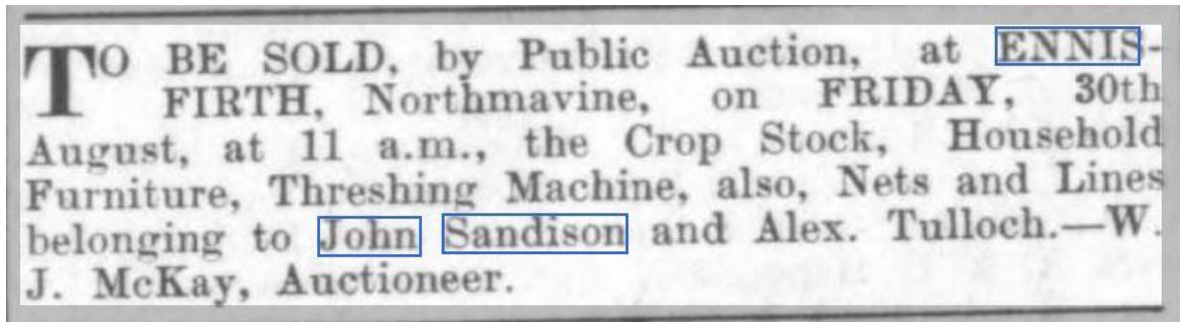 TO BE SOLD, by Public Auction, at ENNIS-
FIRTH, Northmavine, on FRIDAY, 30th
August, at 11 a.m., the Crop Stock, Household
Furniture, Threshing Machine, also, Nets and Lines
belonging to John Sandison and Alex. Tulloch.—W.
J. McKay, Auctioneer.